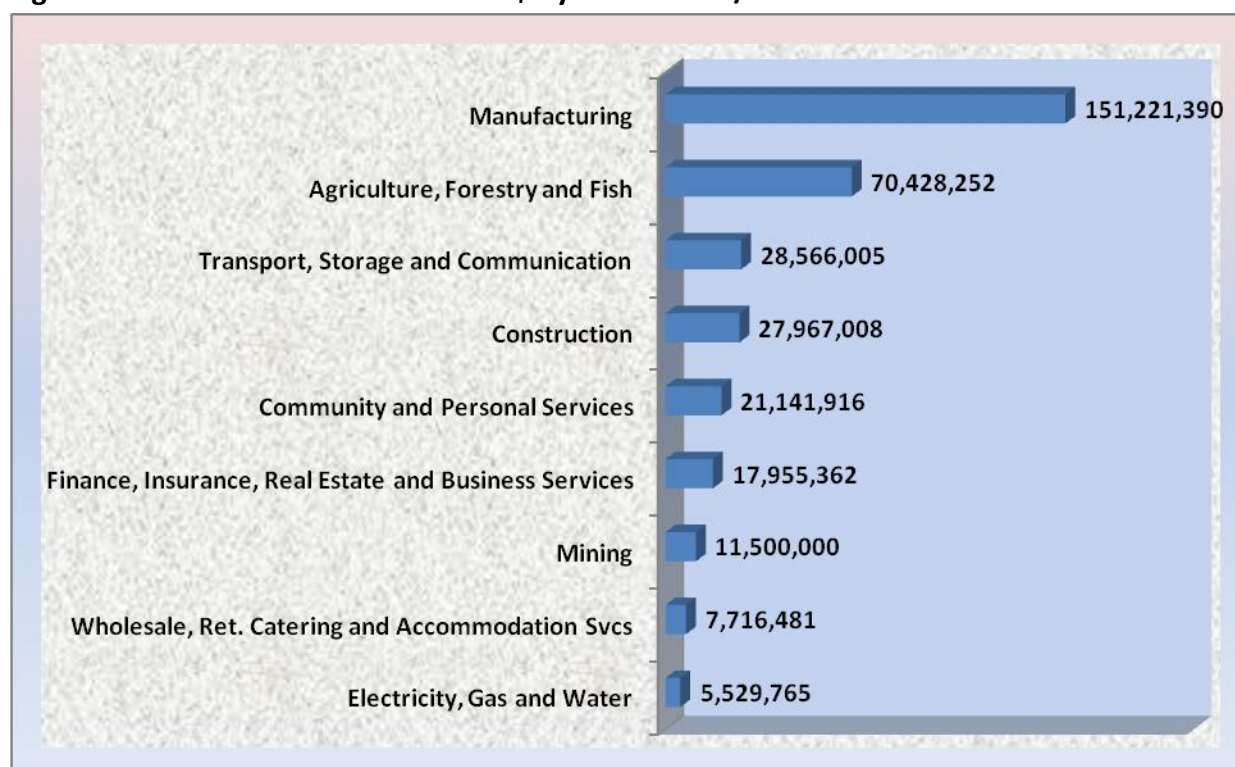 Manufacturing 151,221,390
Agriculture, Forestry and Fish 70,428,252
Transport, Storage and Communication 28,566,005
Construction 27,967,008
Community and Personal Services 21,141,916
Finance, Insurance, Real Estate and Business Services 17,955,362
Mining 11,500,000
Wholesale, Ret. Catering and Accommodation Svcs 7,716,481
Electricity, Gas and Water 5,529,765